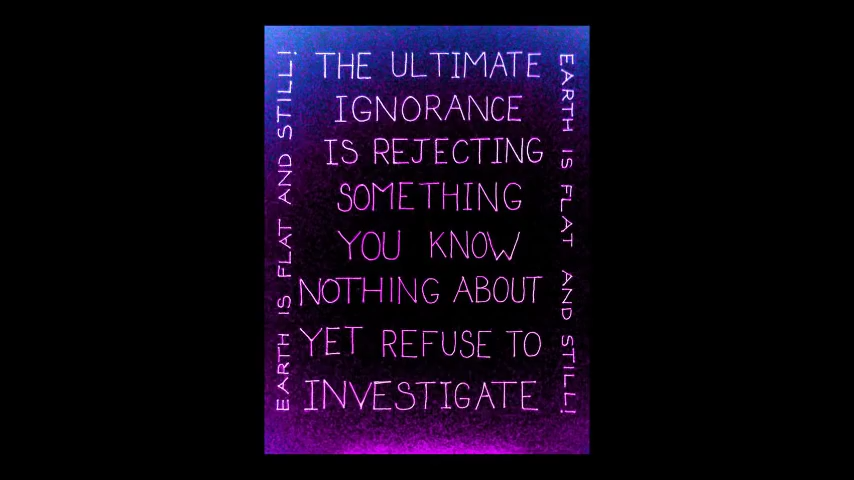 THE ULTIMATE
IGNORANCE
IS REJECTING
SOMETHING
YOU KNOW
NOTHING ABOUT
YET REFUSE TO
INVESTIGATE
EARTH IS FLAT AND STILL!
EARTH IS FLAT AND STILL!